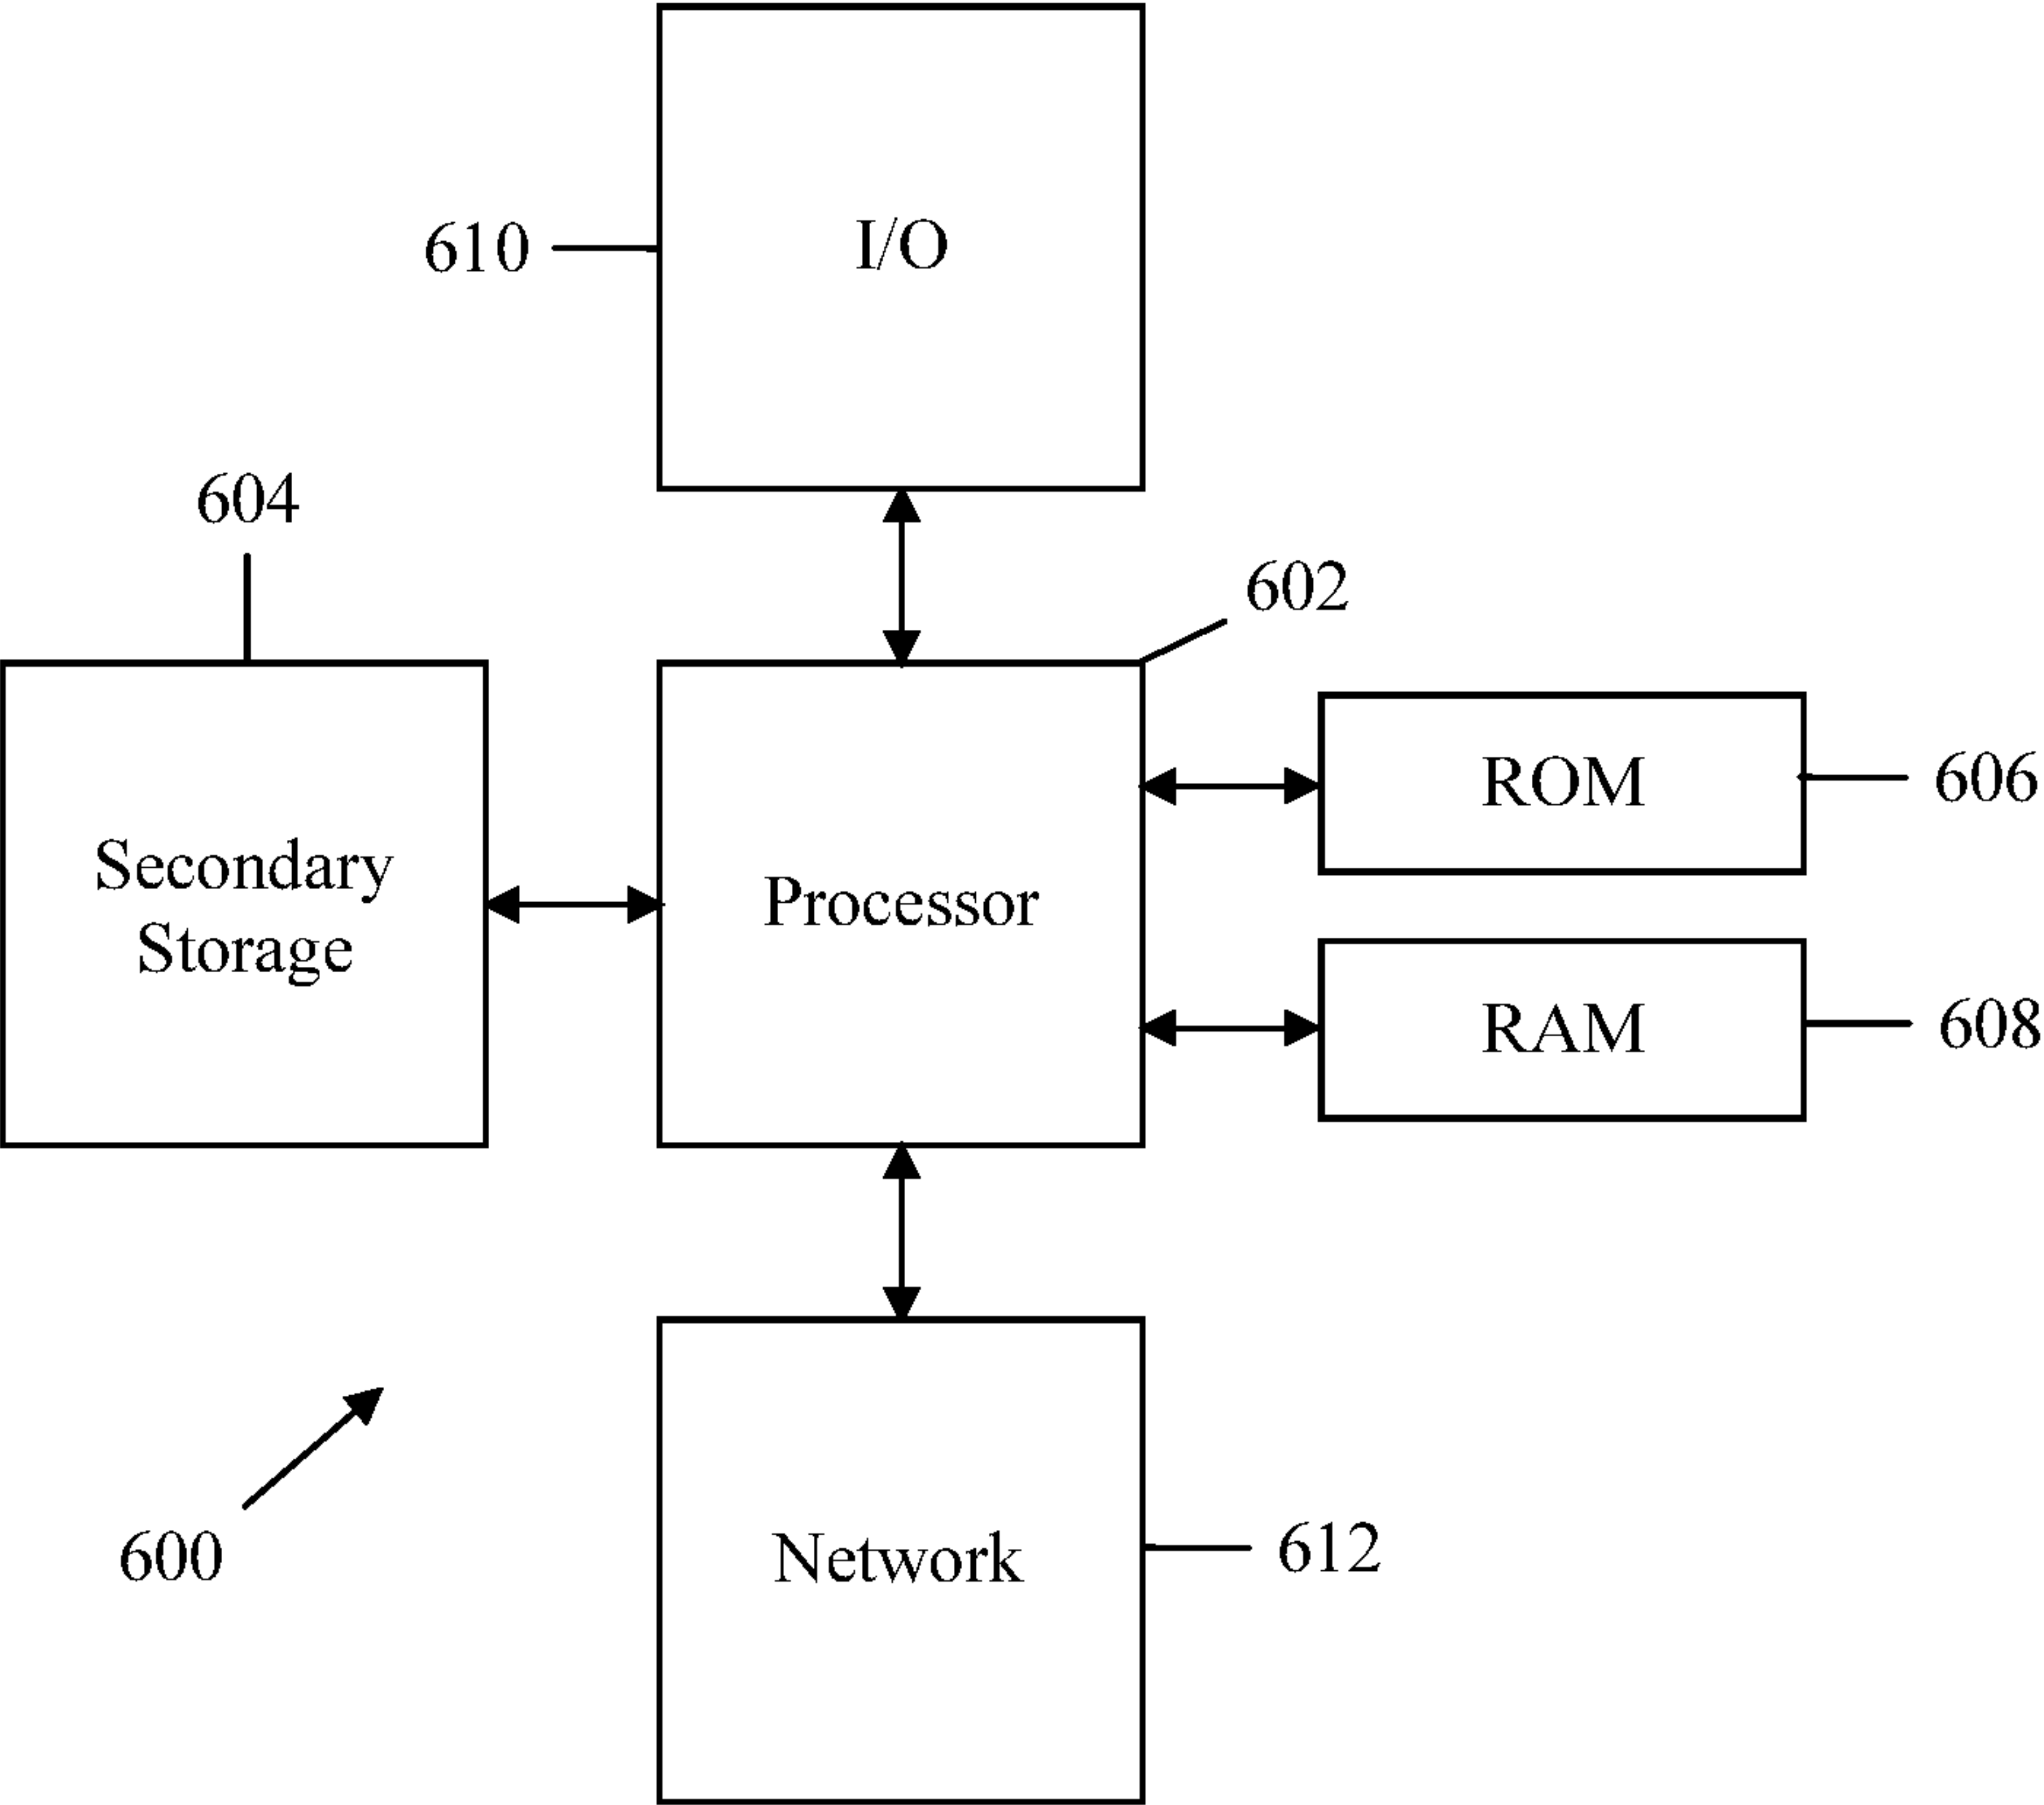 610
I/O
604
602
606
ROM
Secondary
Storage
Processor
608
RAM
600
Network
612